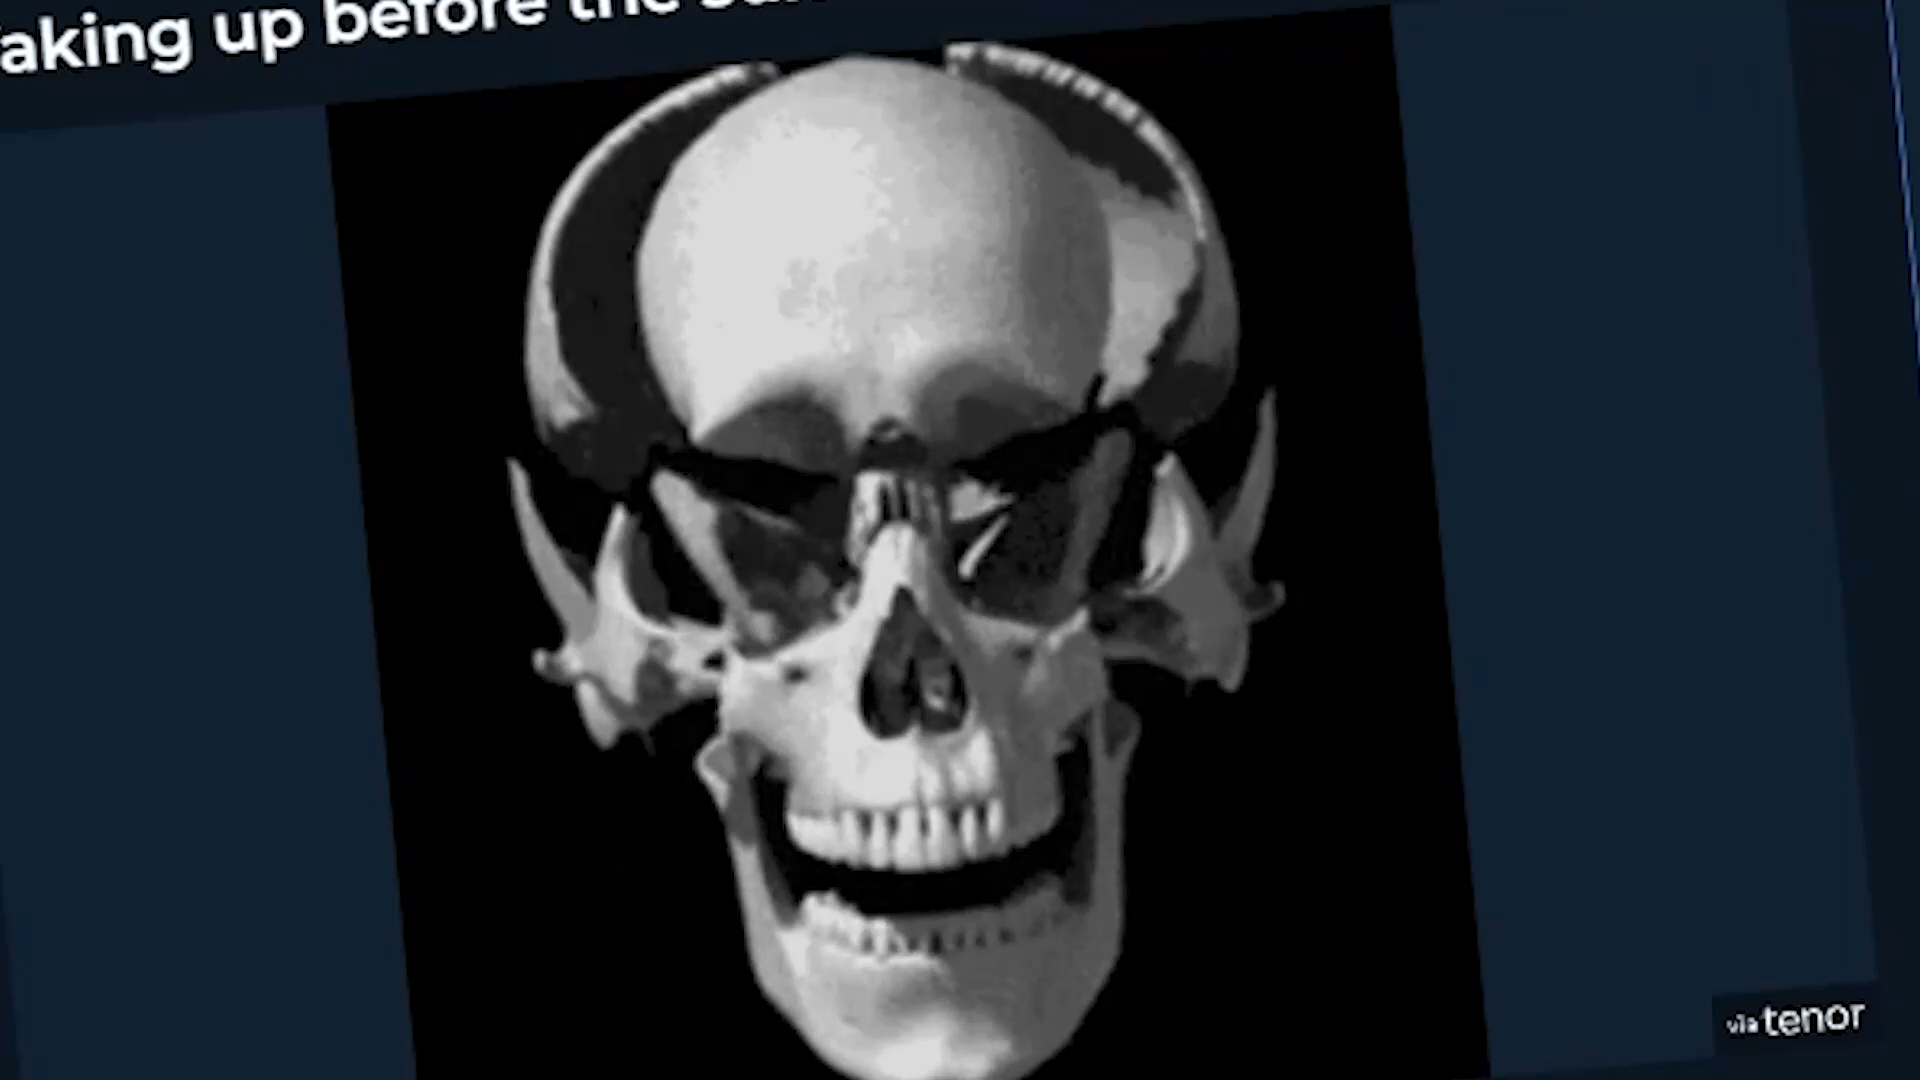 aking up before the
via tenor